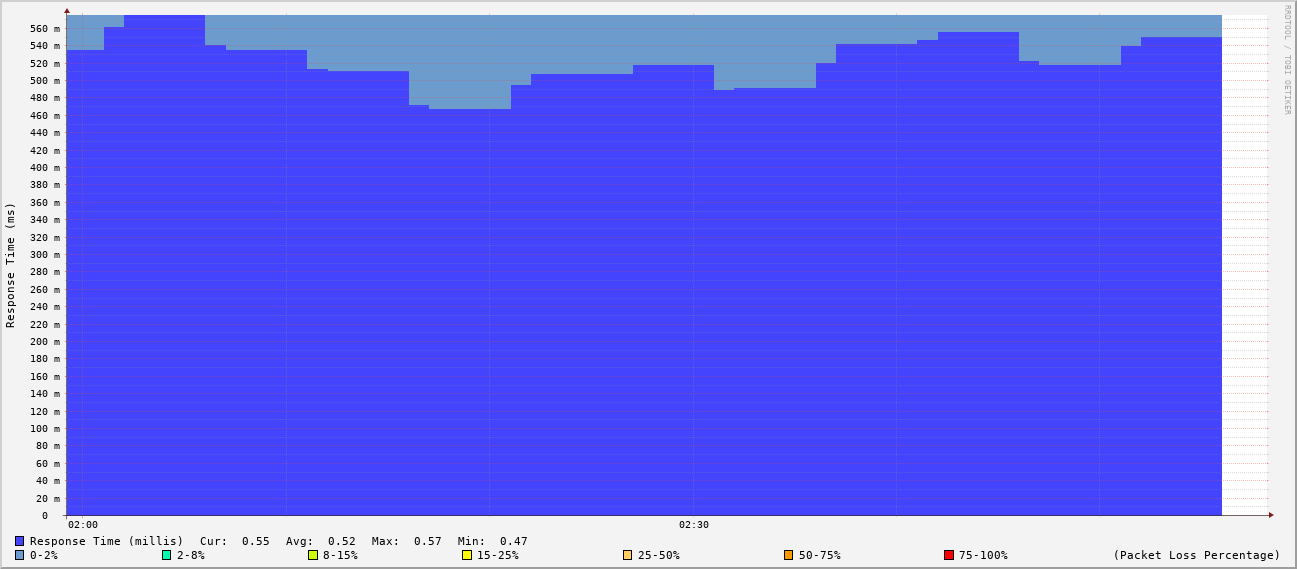 RRDTOOL / TOBI OETIKER
Response Time (ms)
560 m
540 m
520 m
500 m
480 m
460 m
440 m
420 m
400 m
380 m
360 m
340 m
320 m
300 m
280 m
260 m
240 m
220 m
200 m
180 m
160 m
140 m
120 m
100 m
80 m
60 m
40 m
20 m
0
02:00 02:30
Response Time (millis) Cur: 0.55 Avg: 0.52 Max: 0.57 Min: 0.47
0-2% 2-8% 8-15% 15-25% 25-50% 50-75% 75-100% (Packet Loss Percentage)